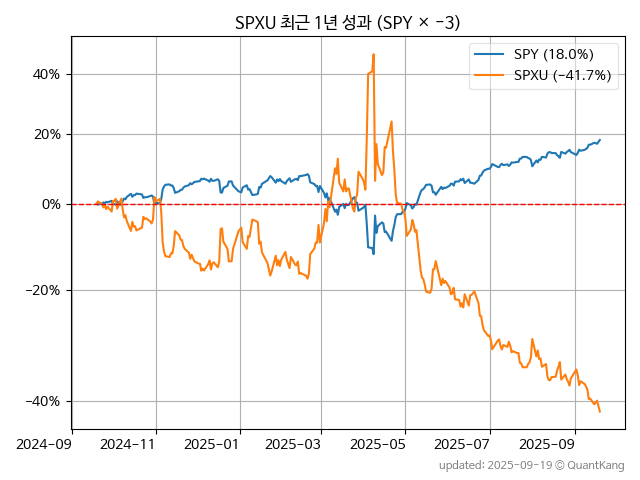 SPXU 최근 1년 성과 (SPY × −3)
SPY (18.0%)
SPXU (−41.7%)
40%
20%
0%
−20%
−40%
2024-09 2024-11 2025-01 2025-03 2025-05 2025-07 2025-09
updated: 2025-09-19 © QuantKang